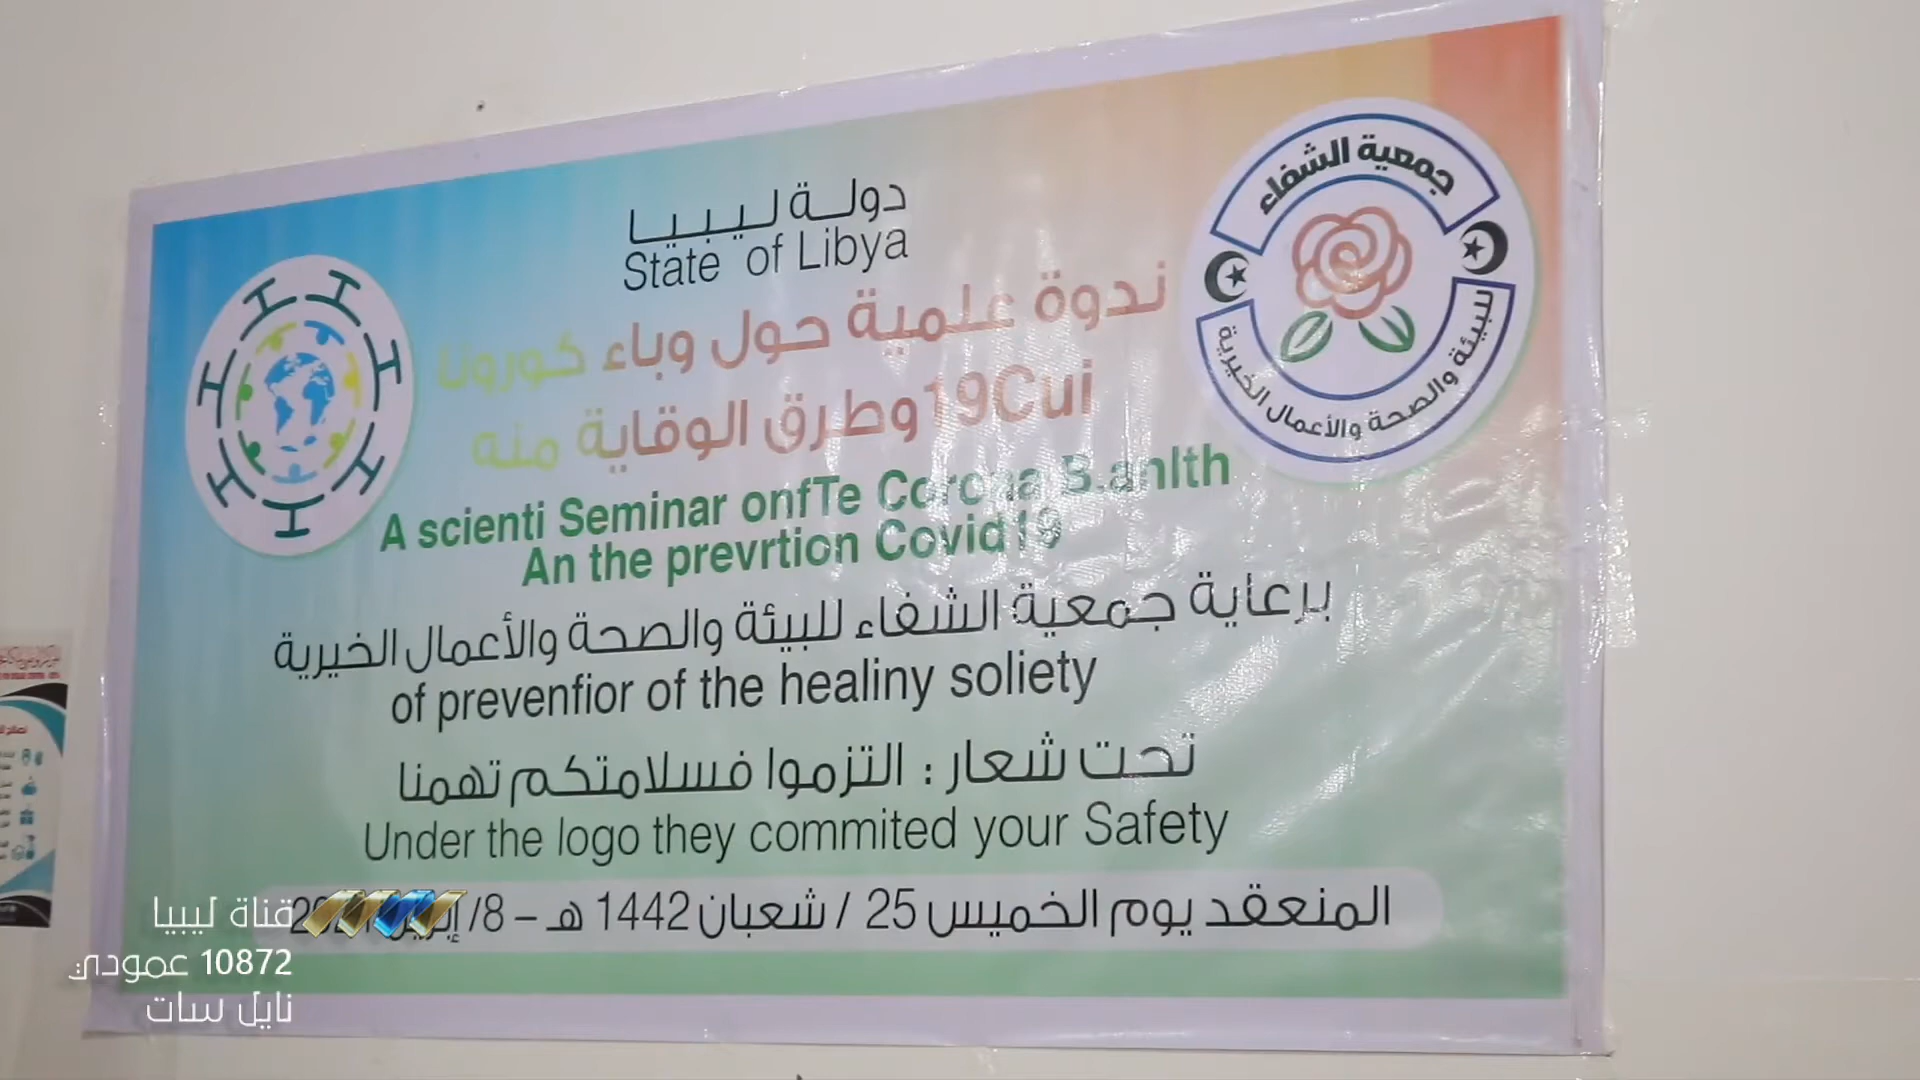 جمعية الشفاء
للبيئة والصحة والأعمال الخيرية
دولة ليبيا
State of Libya
ندوة علمية حول وباء كورونا
19Cui وطرق الوقاية منه
A scienti Seminar onfTe Corona B.anlth
An the prevrtion Covid19
برعاية جمعية الشفاء للبيئة والصحة والأعمال الخيرية
of prevenfior of the healiny soliety
تحت شعار : التزموا فسلامتكم تهمنا
Under the logo they commited your Safety
المنعقد يوم الخميس 25 / شعبان 1442 هـ – 8/
قناة ليبيا
10872 عمودي
نايل سات